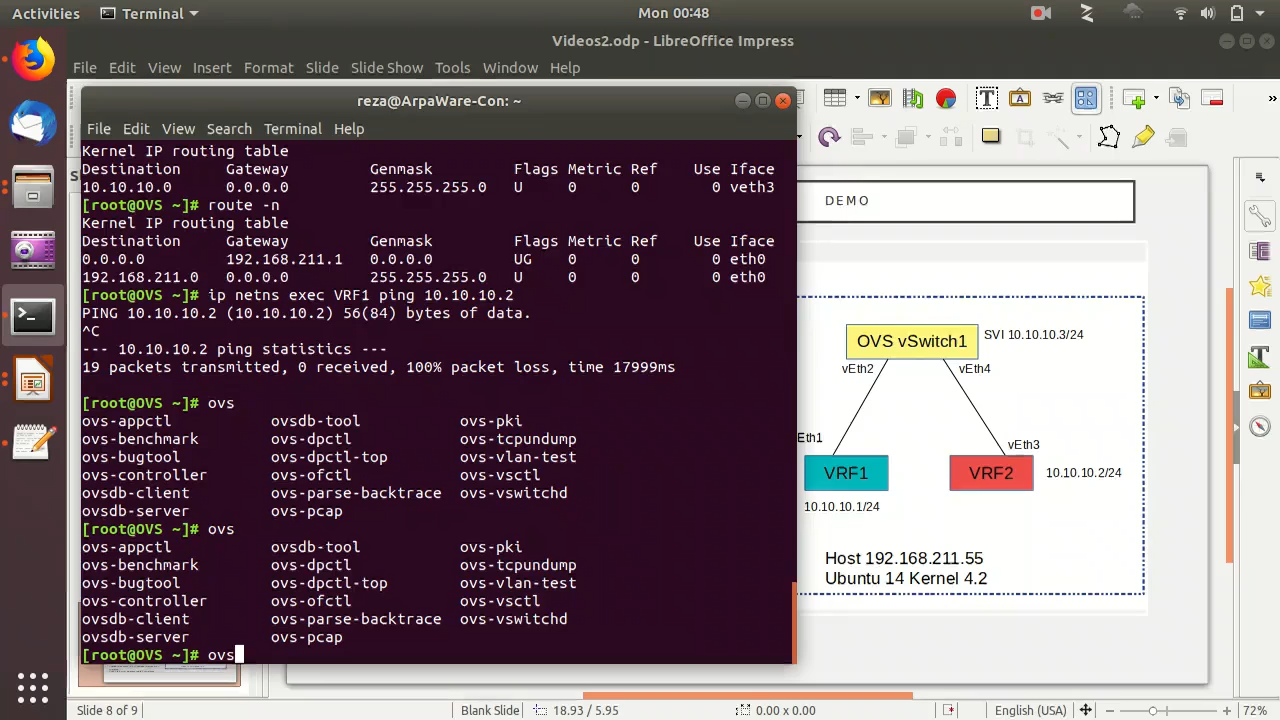 Activities Terminal Mon 00:48
Videos2.odp - LibreOffice Impress
File Edit View Insert Format Slide Slide Show Tools Window Help
reza@ArpaWare-Con: ~
File Edit View Search Terminal Help
Kernel IP routing table
Destination Gateway Genmask Flags Metric Ref Use Iface
10.10.10.0 0.0.0.0 255.255.255.0 U 0 0 0 veth3
[root@OVS ~]# route -n
Kernel IP routing table
Destination Gateway Genmask Flags Metric Ref Use Iface
0.0.0.0 192.168.211.1 0.0.0.0 UG 0 0 0 eth0
192.168.211.0 0.0.0.0 255.255.255.0 U 0 0 0 eth0
[root@OVS ~]# ip netns exec VRF1 ping 10.10.10.2
PING 10.10.10.2 (10.10.10.2) 56(84) bytes of data.
^C
--- 10.10.10.2 ping statistics ---
19 packets transmitted, 0 received, 100% packet loss, time 17999ms
[root@OVS ~]# ovs
ovs-appctl ovsdb-tool ovs-pki
ovs-benchmark ovs-dpctl ovs-tcpundump
ovs-bugtool ovs-dpctl-top ovs-vlan-test
ovs-controller ovs-ofctl ovs-vsctl
ovsdb-client ovs-parse-backtrace ovs-vswitchd
ovsdb-server ovs-pcap
[root@OVS ~]# ovs
ovs-appctl ovsdb-tool ovs-pki
ovs-benchmark ovs-dpctl ovs-tcpundump
ovs-bugtool ovs-dpctl-top ovs-vlan-test
ovs-controller ovs-ofctl ovs-vsctl
ovsdb-client ovs-parse-backtrace ovs-vswitchd
ovsdb-server ovs-pcap
[root@OVS ~]# ovs
DEMO
OVS vSwitch1 SVI 10.10.10.3/24
vEth2 vEth4
Eth1 vEth3
VRF1 VRF2 10.10.10.2/24
10.10.10.1/24
Host 192.168.211.55
Ubuntu 14 Kernel 4.2
Slide 8 of 9 Blank Slide 18.93 / 5.95 0.00 x 0.00 English (USA) 72%